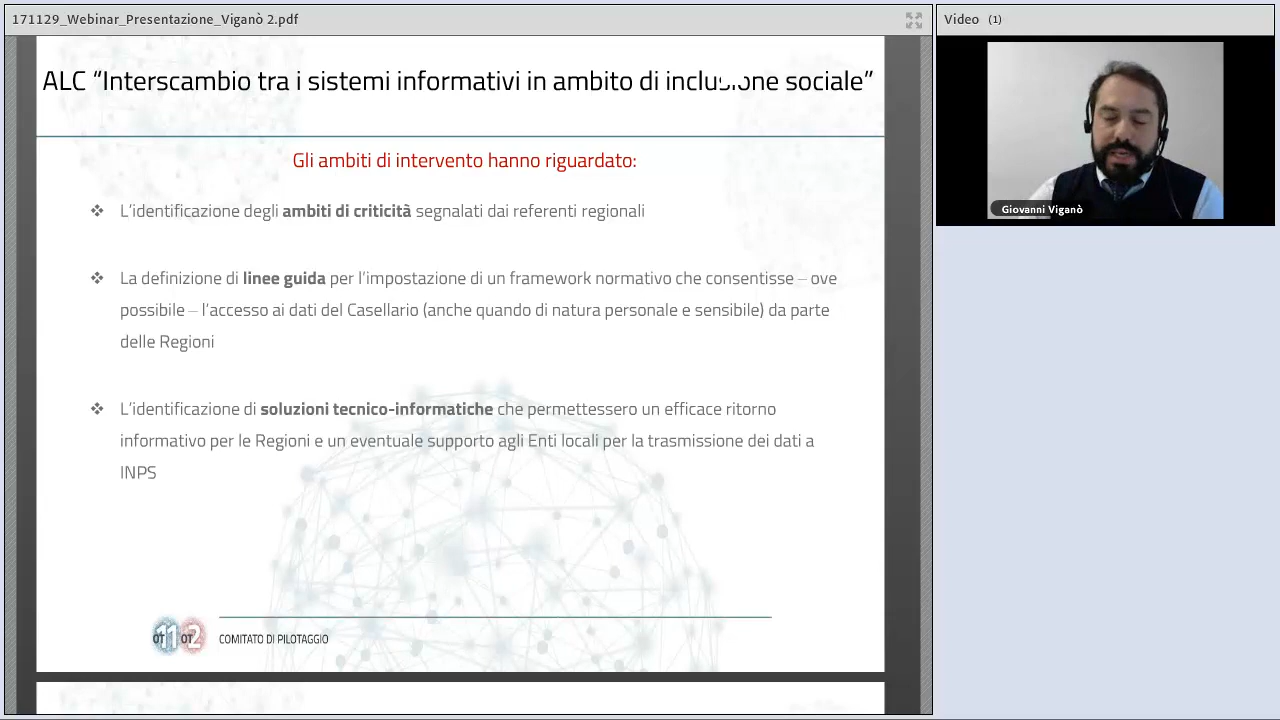 171129_Webinar_Presentazione_Viganò 2.pdf
Video (1)
ALC “Interscambio tra i sistemi informativi in ambito di inclusione sociale”
Gli ambiti di intervento hanno riguardato:
❖ L’identificazione degli ambiti di criticità segnalati dai referenti regionali
❖ La definizione di linee guida per l’impostazione di un framework normativo che consentisse – ove
possibile – l’accesso ai dati del Casellario (anche quando di natura personale e sensibile) da parte
delle Regioni
❖ L’identificazione di soluzioni tecnico-informatiche che permettessero un efficace ritorno
informativo per le Regioni e un eventuale supporto agli Enti locali per la trasmissione dei dati a
INPS
OT11 OT2 COMITATO DI PILOTAGGIO
Giovanni Viganò